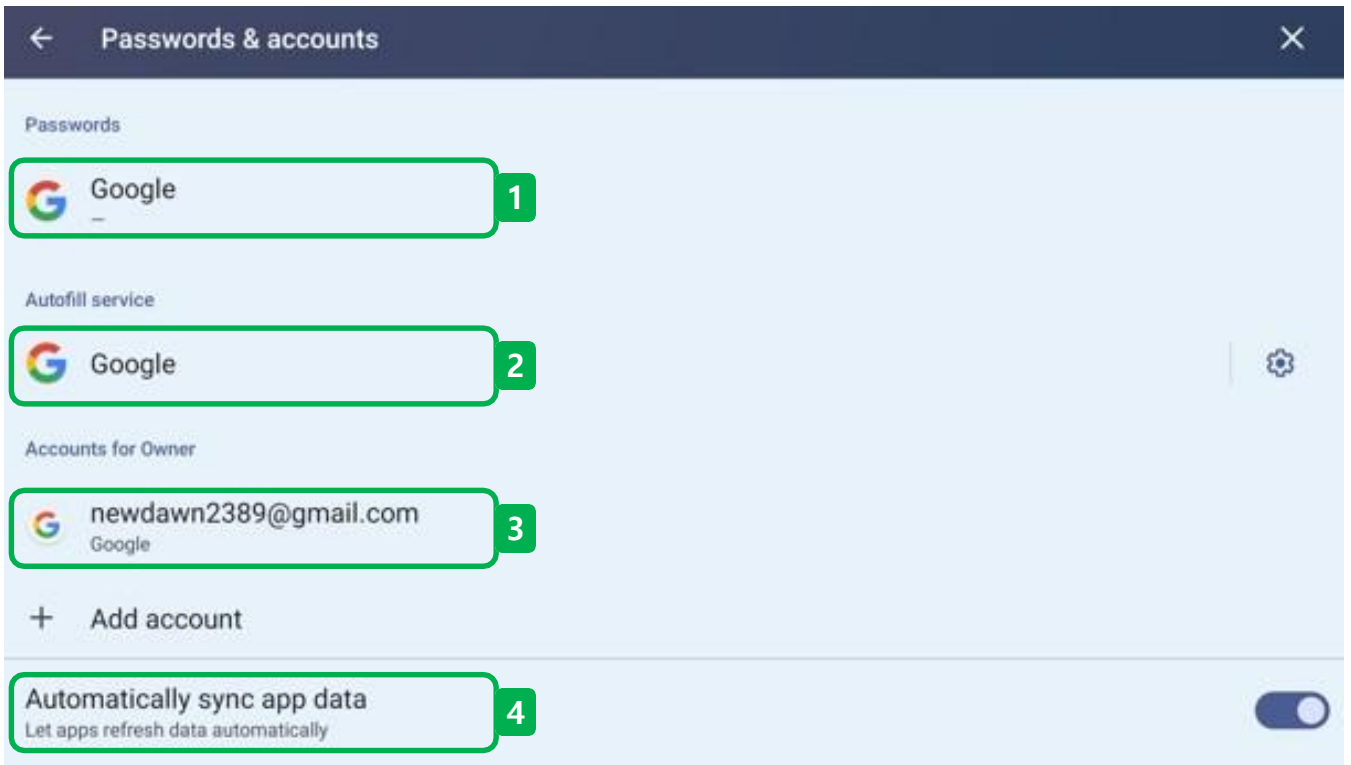 Passwords & accounts
Passwords
Google
–
1
Autofill service
Google
2
Accounts for Owner
newdawn2389@gmail.com
Google
3
+ Add account
Automatically sync app data
Let apps refresh data automatically
4